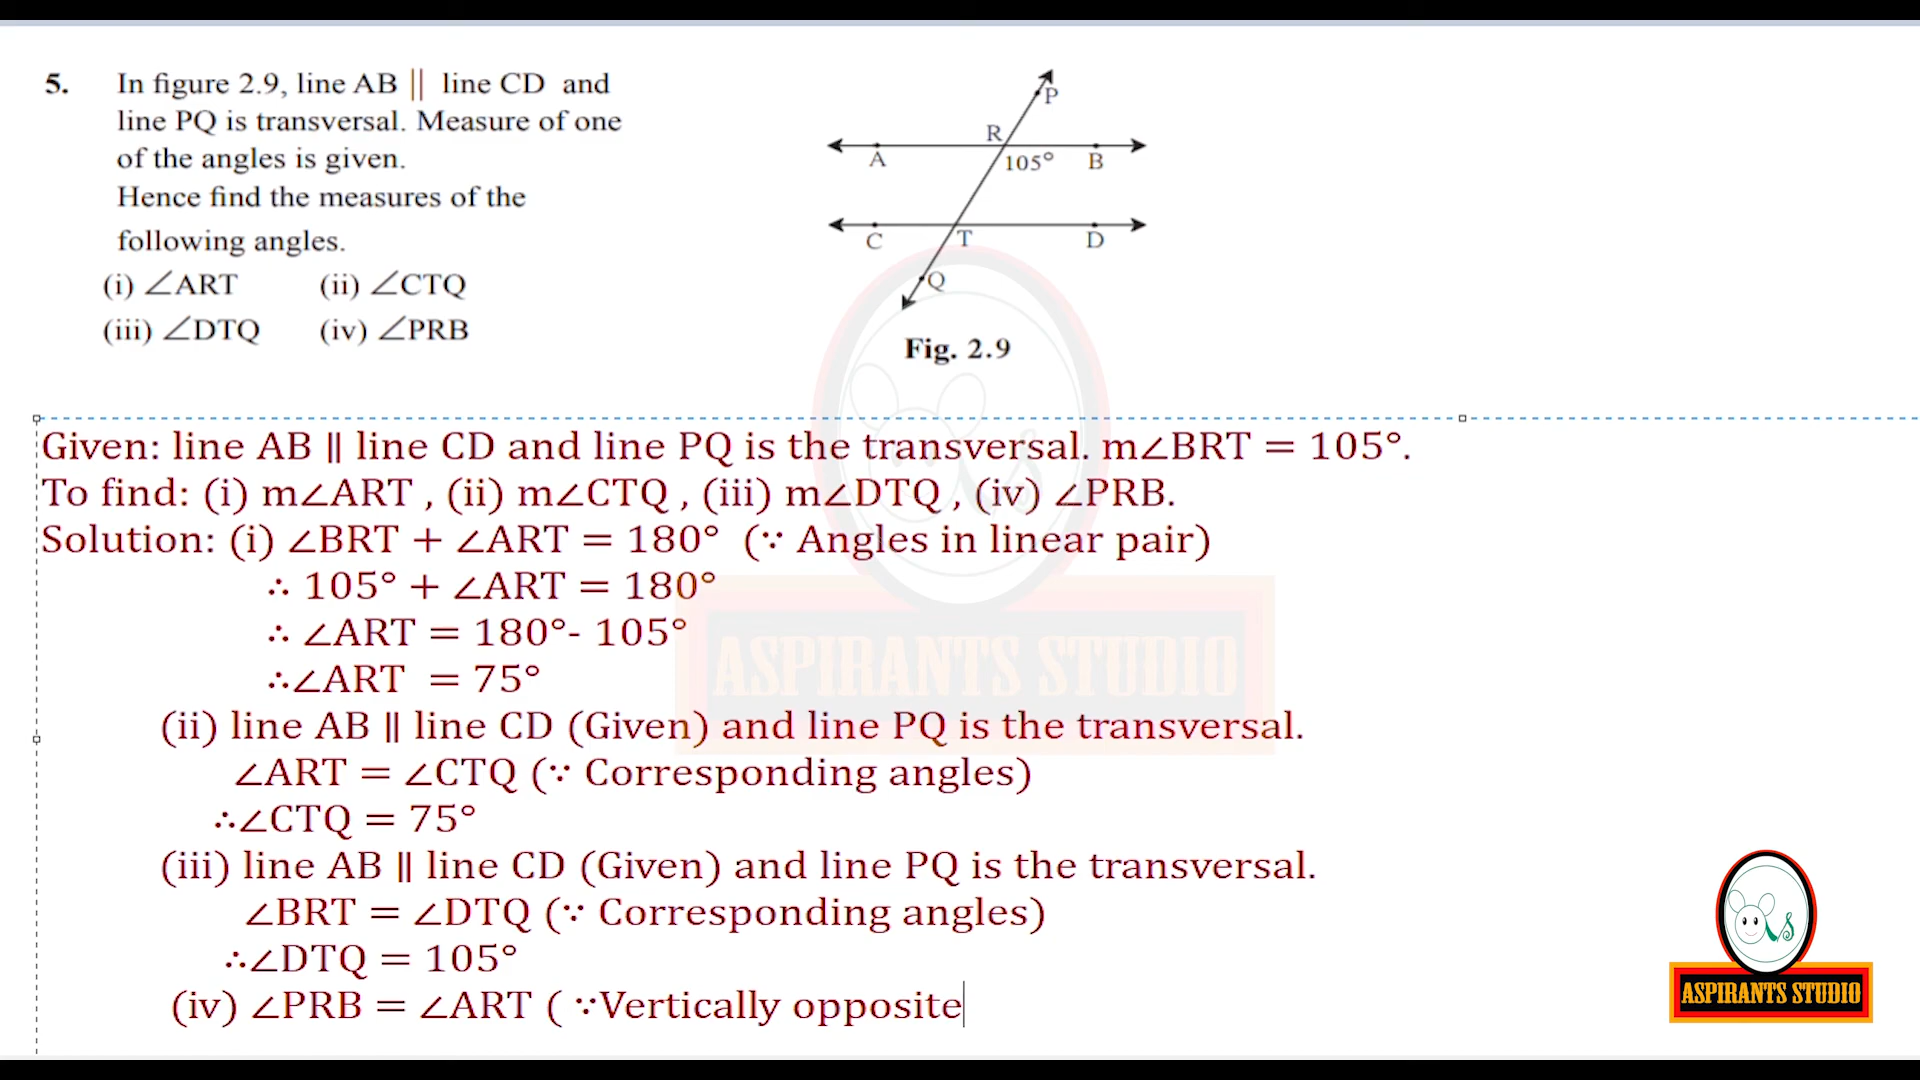 5. In figure 2.9, line AB || line CD and
line PQ is transversal. Measure of one
of the angles is given.
Hence find the measures of the
following angles.
(i) ∠ART (ii) ∠CTQ
(iii) ∠DTQ (iv) ∠PRB
P
R
A
105°
B
C
T
D
Q
Fig. 2.9
Given: line AB ∥ line CD and line PQ is the transversal. m∠BRT = 105°.
To find: (i) m∠ART , (ii) m∠CTQ , (iii) m∠DTQ , (iv) ∠PRB.
Solution: (i) ∠BRT + ∠ART = 180° (∵ Angles in linear pair)
∴ 105° + ∠ART = 180°
∴ ∠ART = 180°- 105°
∴∠ART = 75°
(ii) line AB ∥ line CD (Given) and line PQ is the transversal.
∠ART = ∠CTQ (∵ Corresponding angles)
∴∠CTQ = 75°
(iii) line AB ∥ line CD (Given) and line PQ is the transversal.
∠BRT = ∠DTQ (∵ Corresponding angles)
∴∠DTQ = 105°
(iv) ∠PRB = ∠ART ( ∵Vertically opposite
ASPIRANTS STUDIO
ASPIRANTS STUDIO